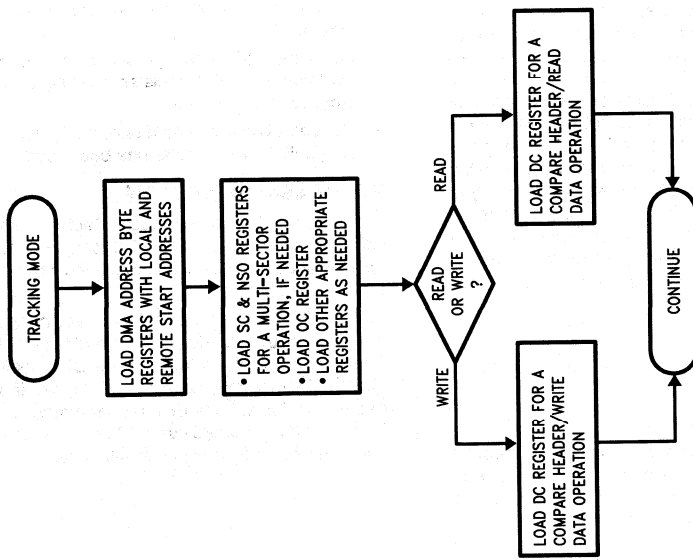 TRACKING MODE
LOAD DMA ADDRESS BYTE
REGISTERS WITH LOCAL AND
REMOTE START ADDRESSES
• LOAD SC & NSO REGISTERS
FOR A MULTI-SECTOR
OPERATION, IF NEEDED
• LOAD OC REGISTER
• LOAD OTHER APPROPRIATE
REGISTERS AS NEEDED
READ
OR WRITE
?
WRITE
READ
LOAD DC REGISTER FOR A
COMPARE HEADER/WRITE
DATA OPERATION
LOAD DC REGISTER FOR A
COMPARE HEADER/READ
DATA OPERATION
CONTINUE